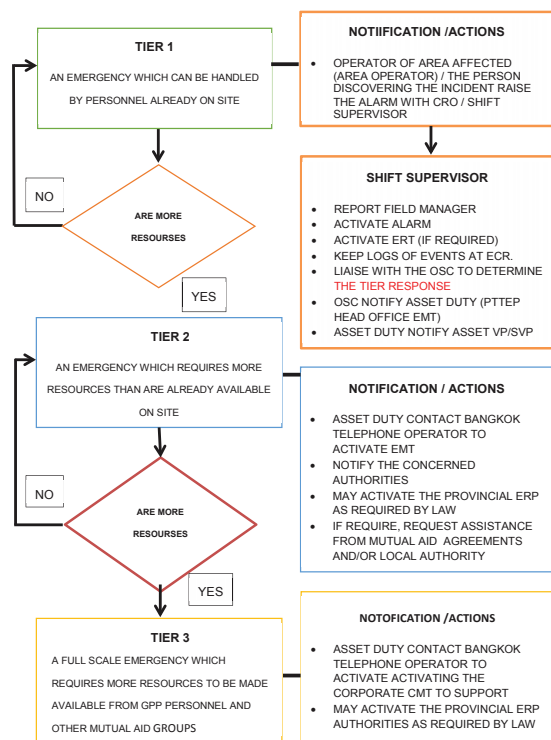 TIER 1
AN EMERGENCY WHICH CAN BE HANDLED
BY PERSONNEL ALREADY ON SITE
NOTIIFICATION /ACTIONS
• OPERATOR OF AREA AFFECTED
(AREA OPERATOR) / THE PERSON
DISCOVERING THE INCIDENT RAISE
THE ALARM WITH CRO / SHIFT
SUPERVISOR
NO
ARE MORE
RESOURSES
YES
SHIFT SUPERVISOR
• REPORT FIELD MANAGER
• ACTIVATE ALARM
• ACTIVATE ERT (IF REQUIRED)
• KEEP LOGS OF EVENTS AT ECR.
• LIAISE WITH THE OSC TO DETERMINE
THE TIER RESPONSE
• OSC NOTIFY ASSET DUTY (PTTEP
HEAD OFFICE EMT)
• ASSET DUTY NOTIFY ASSET VP/SVP
TIER 2
AN EMERGENCY WHICH REQUIRES MORE
RESOURCES THAN ARE ALREADY AVAILABLE
ON SITE
NOTIFICATION / ACTIONS
• ASSET DUTY CONTACT BANGKOK
TELEPHONE OPERATOR TO
ACTIVATE EMT
• NOTIFY THE CONCERNED
AUTHORITIES
• MAY ACTIVATE THE PROVINCIAL ERP
AS REQUIRED BY LAW
• IF REQUIRE, REQUEST ASSISTANCE
FROM MUTUAL AID AGREEMENTS
AND/OR LOCAL AUTHORITY
NO
ARE MORE
RESOURSES
YES
TIER 3
A FULL SCALE EMERGENCY WHICH
REQUIRES MORE RESOURCES TO BE MADE
AVAILABLE FROM GPP PERSONNEL AND
OTHER MUTUAL AID GROUPS
NOTOFICATION /ACTIONS
• ASSET DUTY CONTACT BANGKOK
TELEPHONE OPERATOR TO
ACTIVATE ACTIVATING THE
CORPORATE CMT TO SUPPORT
• MAY ACTIVATE THE PROVINCIAL ERP
AUTHORITIES AS REQUIRED BY LAW